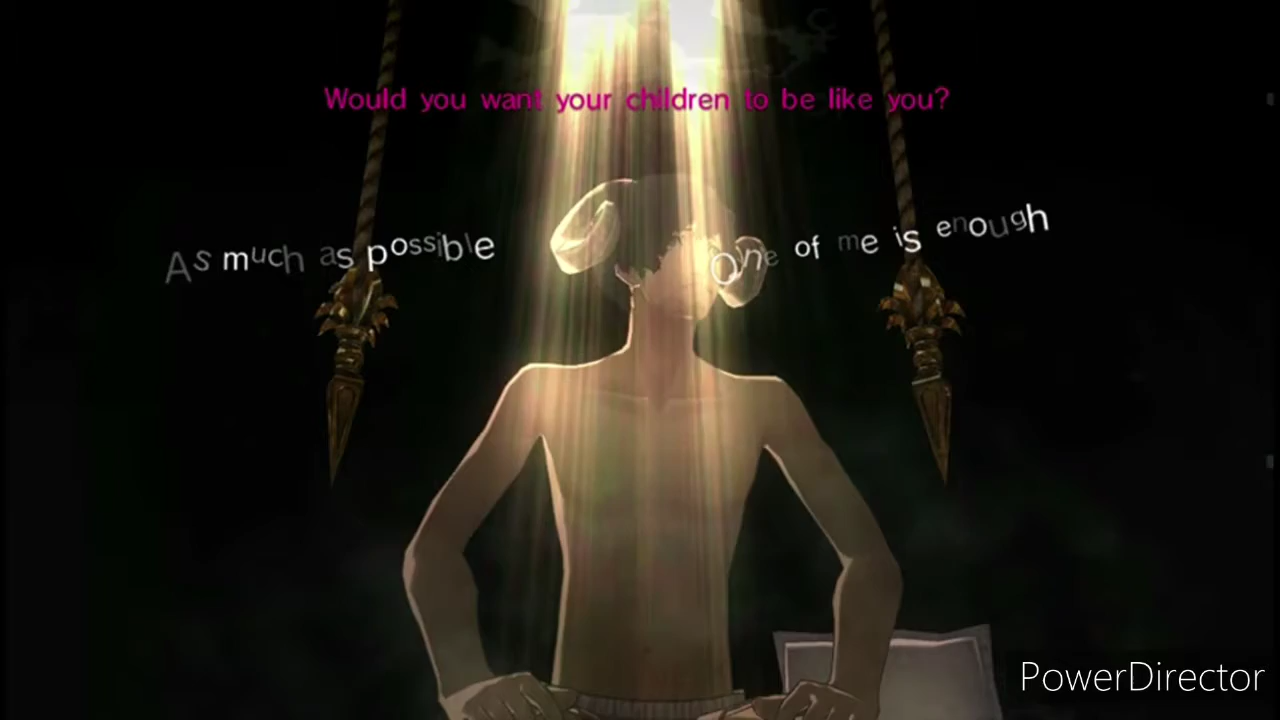 Would you want your children to be like you?
As much as possible
One of me is enough
PowerDirector